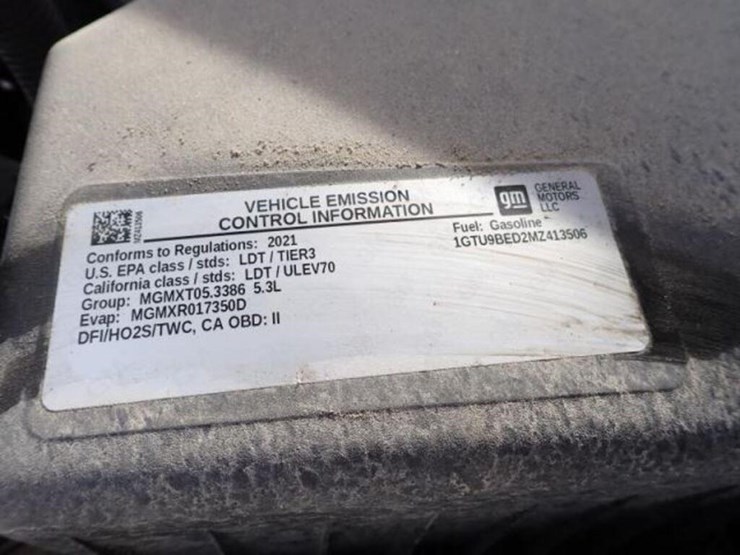 VEHICLE EMISSION
CONTROL INFORMATION
gm
GENERAL
MOTORS
LLC
MZ413506
Conforms to Regulations: 2021
U.S. EPA class / stds: LDT / TIER3
California class / stds: LDT / ULEV70
Group: MGMXT05.3386 5.3L
Evap: MGMXR017350D
DFI/HO2S/TWC, CA OBD: II
Fuel: Gasoline
1GTU9BED2MZ413506